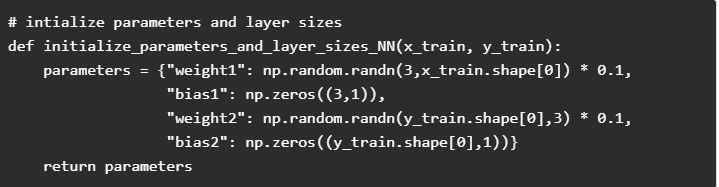 # intialize parameters and layer sizes
def initialize_parameters_and_layer_sizes_NN(x_train, y_train):
    parameters = {"weight1": np.random.randn(3,x_train.shape[0]) * 0.1,
                  "bias1": np.zeros((3,1)),
                  "weight2": np.random.randn(y_train.shape[0],3) * 0.1,
                  "bias2": np.zeros((y_train.shape[0],1))}
    return parameters